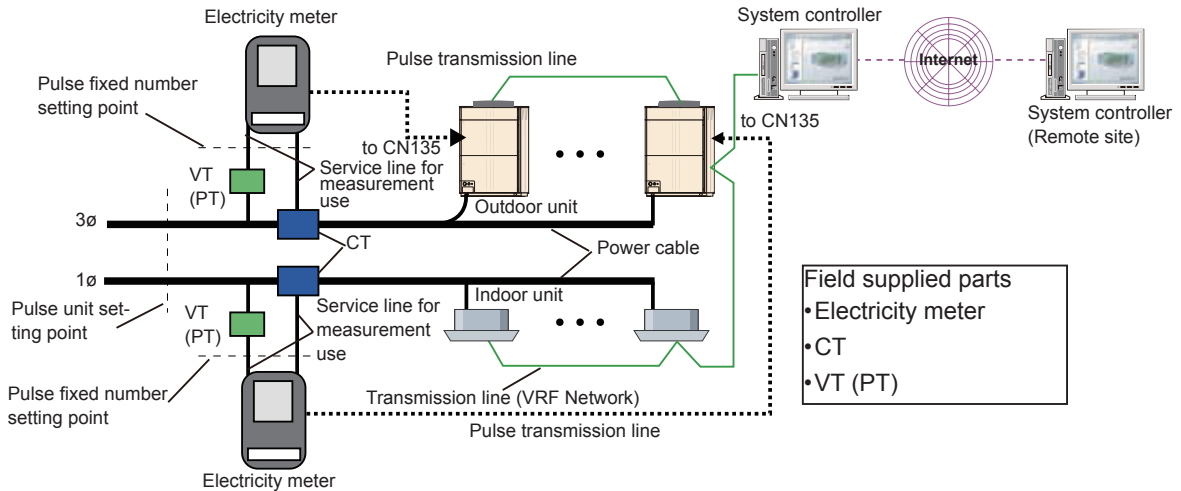 Electricity meter
System controller
Pulse transmission line
Internet
Pulse fixed number
setting point
to CN135
System controller
(Remote site)
to CN135
VT
(PT)
Service line for
measurement
use
Outdoor unit
3ø
CT
Power cable
1ø
Indoor unit
Pulse unit set-
ting point
VT
(PT)
Service line for
measurement
use
Field supplied parts
•Electricity meter
•CT
•VT (PT)
Pulse fixed number
setting point
Transmission line (VRF Network)
Pulse transmission line
Electricity meter